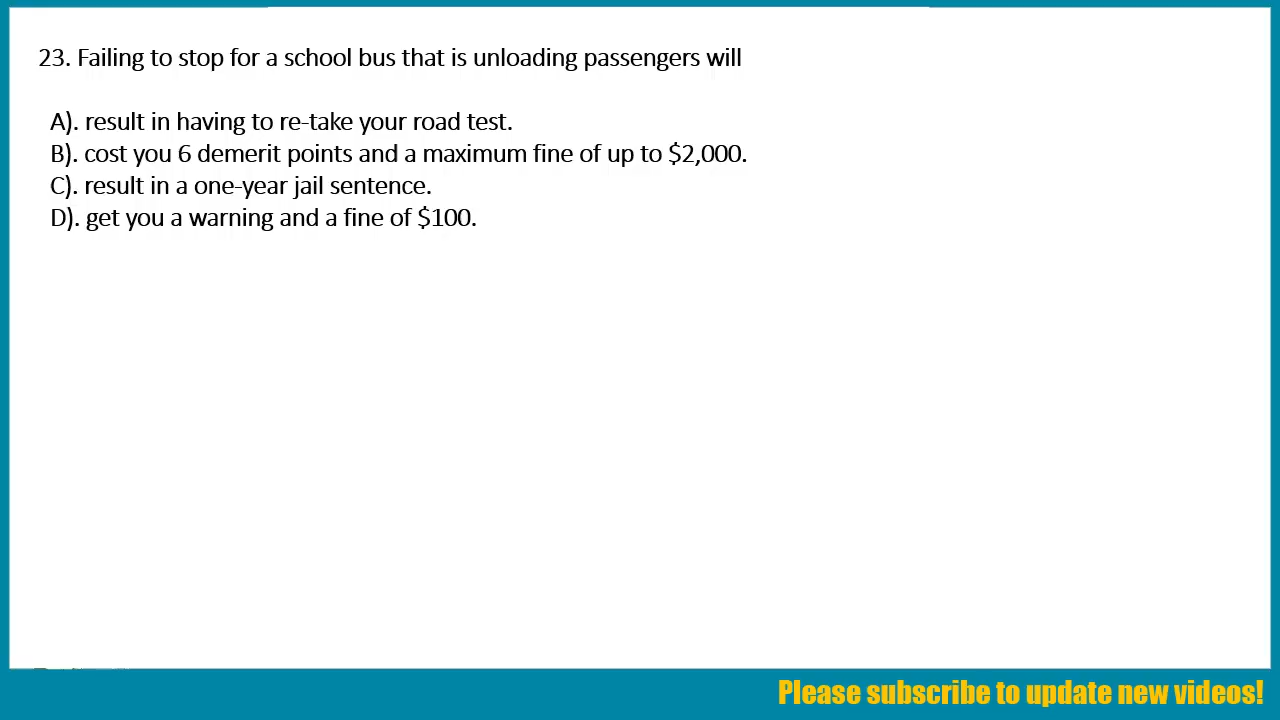 23. Failing to stop for a school bus that is unloading passengers will
A). result in having to re-take your road test.
B). cost you 6 demerit points and a maximum fine of up to $2,000.
C). result in a one-year jail sentence.
D). get you a warning and a fine of $100.
Please subscribe to update new videos!